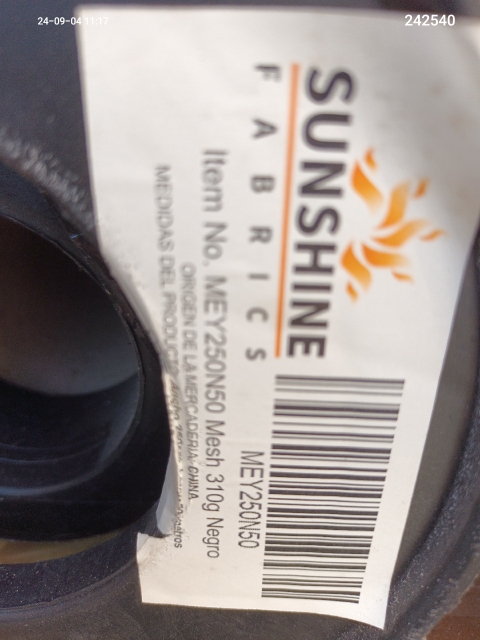 24-09-04 11:17
242540
SUNSHINE
FABRICS
MEY250N50
Item No. MEY250N50 Mesh 310g Negro
ORIGEN DE LA MERCADERIA: CHINA
MEDIDAS DEL PRODUCTO: